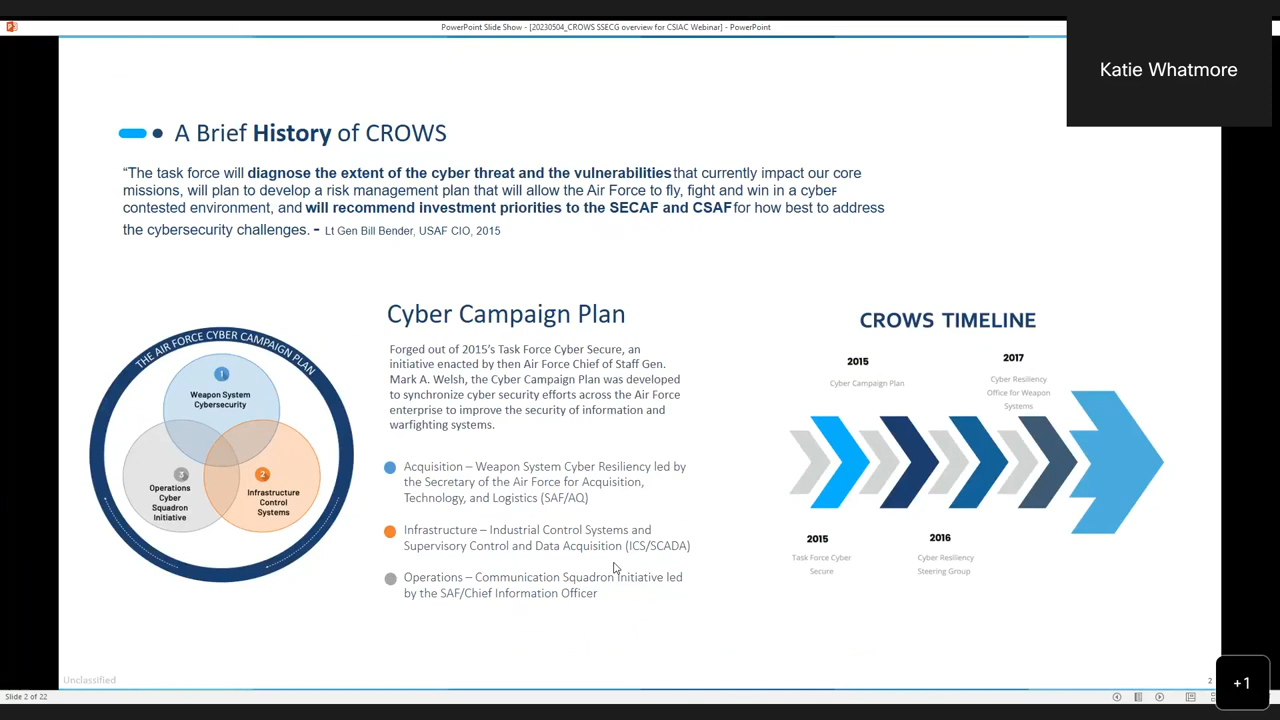 PowerPoint Slide Show - [20230504_CROWS SSECG overview for CSIAC Webinar] - PowerPoint
Katie Whatmore
A Brief History of CROWS
“The task force will diagnose the extent of the cyber threat and the vulnerabilities that currently impact our core
missions, will plan to develop a risk management plan that will allow the Air Force to fly, fight and win in a cyber-
contested environment, and will recommend investment priorities to the SECAF and CSAF for how best to address
the cybersecurity challenges. - Lt Gen Bill Bender, USAF CIO, 2015
THE AIR FORCE CYBER CAMPAIGN PLAN
1
Weapon System
Cybersecurity
3
Operations
Cyber
Squadron
Initiative
2
Infrastructure
Control
Systems
Cyber Campaign Plan
Forged out of 2015’s Task Force Cyber Secure, an
initiative enacted by then Air Force Chief of Staff Gen.
Mark A. Welsh, the Cyber Campaign Plan was developed
to synchronize cyber security efforts across the Air Force
enterprise to improve the security of information and
warfighting systems.
Acquisition – Weapon System Cyber Resiliency led by
the Secretary of the Air Force for Acquisition,
Technology, and Logistics (SAF/AQ)
Infrastructure – Industrial Control Systems and
Supervisory Control and Data Acquisition (ICS/SCADA)
Operations – Communication Squadron Initiative led
by the SAF/Chief Information Officer
CROWS TIMELINE
2015
Cyber Campaign Plan
2017
Cyber Resiliency
Office for Weapon
Systems
2015
Task Force Cyber
Secure
2016
Cyber Resiliency
Steering Group
Unclassified
2
Slide 2 of 22
+1